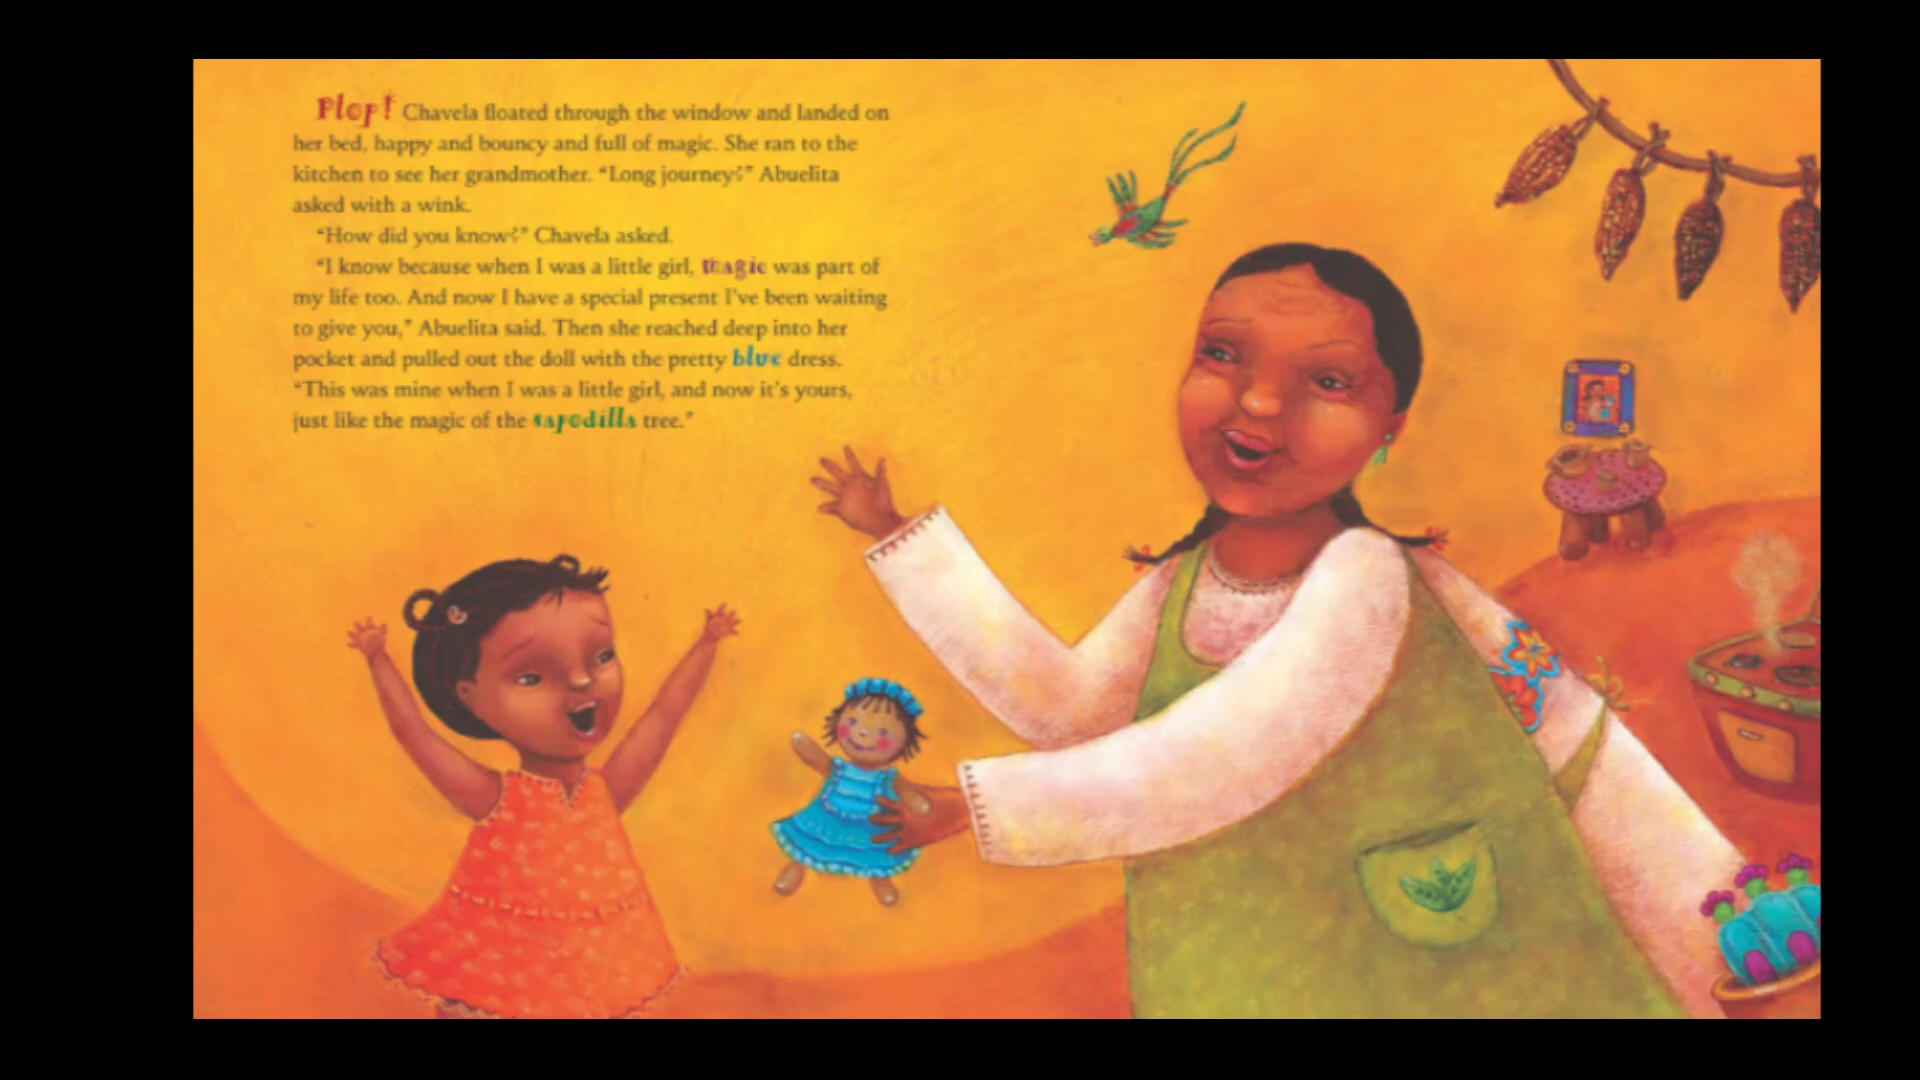 Plop! Chavela floated through the window and landed on
her bed, happy and bouncy and full of magic. She ran to the
kitchen to see her grandmother. “Long journey?” Abuelita
asked with a wink.
“How did you know?” Chavela asked.
“I know because when I was a little girl, magic was part of
my life too. And now I have a special present I’ve been waiting
to give you,” Abuelita said. Then she reached deep into her
pocket and pulled out the doll with the pretty blue dress.
“This was mine when I was a little girl, and now it’s yours,
just like the magic of the sapodilla tree.”